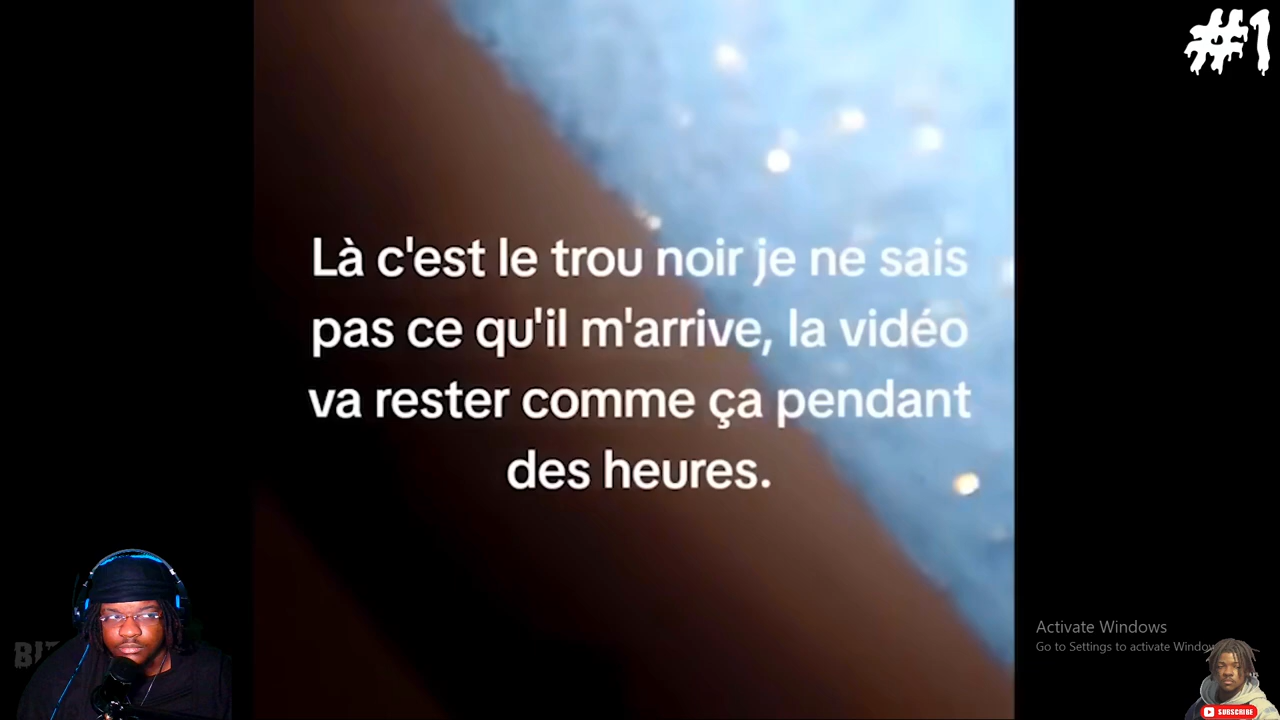 #1
Là c'est le trou noir je ne sais
pas ce qu'il m'arrive, la vidéo
va rester comme ça pendant
des heures.
Activate Windows
Go to Settings to activate
SUBSCRIBE